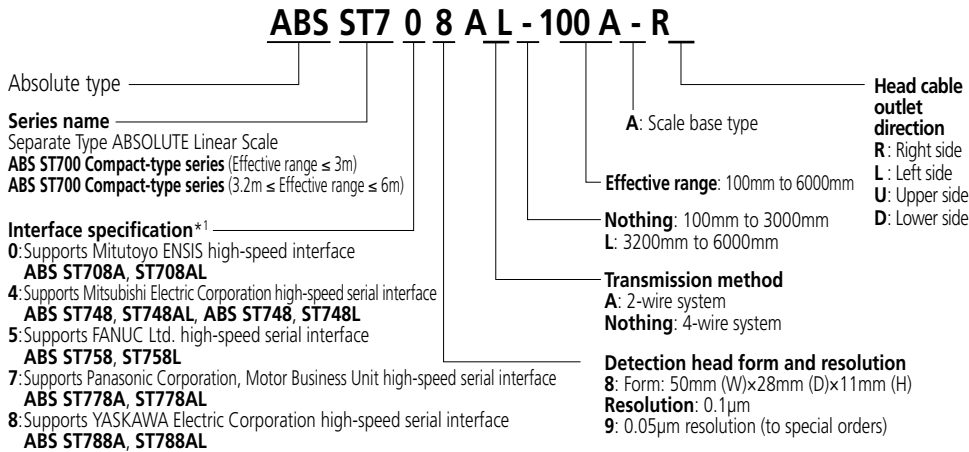 ABS ST7 0 8 A L - 100 A - R
Absolute type
Series name
Separate Type ABSOLUTE Linear Scale
ABS ST700 Compact-type series (Effective range ≤ 3m)
ABS ST700 Compact-type series (3.2m ≤ Effective range ≤ 6m)
Interface specification*1
0:Supports Mitutoyo ENSIS high-speed interface
ABS ST708A, ST708AL
4:Supports Mitsubishi Electric Corporation high-speed serial interface
ABS ST748, ST748AL, ABS ST748, ST748L
5:Supports FANUC Ltd. high-speed serial interface
ABS ST758, ST758L
7:Supports Panasonic Corporation, Motor Business Unit high-speed serial interface
ABS ST778A, ST778AL
8:Supports YASKAWA Electric Corporation high-speed serial interface
ABS ST788A, ST788AL
A: Scale base type
Effective range: 100mm to 6000mm
Nothing: 100mm to 3000mm
L: 3200mm to 6000mm
Transmission method
A: 2-wire system
Nothing: 4-wire system
Detection head form and resolution
8: Form: 50mm (W)×28mm (D)×11mm (H)
Resolution: 0.1μm
9: 0.05μm resolution (to special orders)
Head cable
outlet
direction
R: Right side
L: Left side
U: Upper side
D: Lower side